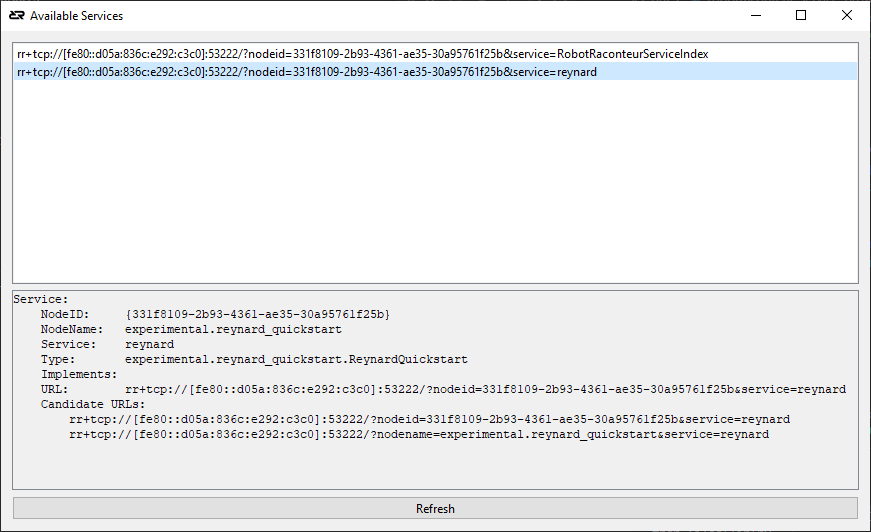 Available Services
rr+tcp://[fe80::d05a:836c:e292:c3c0]:53222/?nodeid=331f8109-2b93-4361-ae35-30a95761f25b&service=RobotRaconteurServiceIndex
rr+tcp://[fe80::d05a:836c:e292:c3c0]:53222/?nodeid=331f8109-2b93-4361-ae35-30a95761f25b&service=reynard
Service:
NodeID: {331f8109-2b93-4361-ae35-30a95761f25b}
NodeName: experimental.reynard_quickstart
Service: reynard
Type: experimental.reynard_quickstart.ReynardQuickstart
Implements:
URL: rr+tcp://[fe80::d05a:836c:e292:c3c0]:53222/?nodeid=331f8109-2b93-4361-ae35-30a95761f25b&service=reynard
Candidate URLs:
rr+tcp://[fe80::d05a:836c:e292:c3c0]:53222/?nodeid=331f8109-2b93-4361-ae35-30a95761f25b&service=reynard
rr+tcp://[fe80::d05a:836c:e292:c3c0]:53222/?nodename=experimental.reynard_quickstart&service=reynard
Refresh